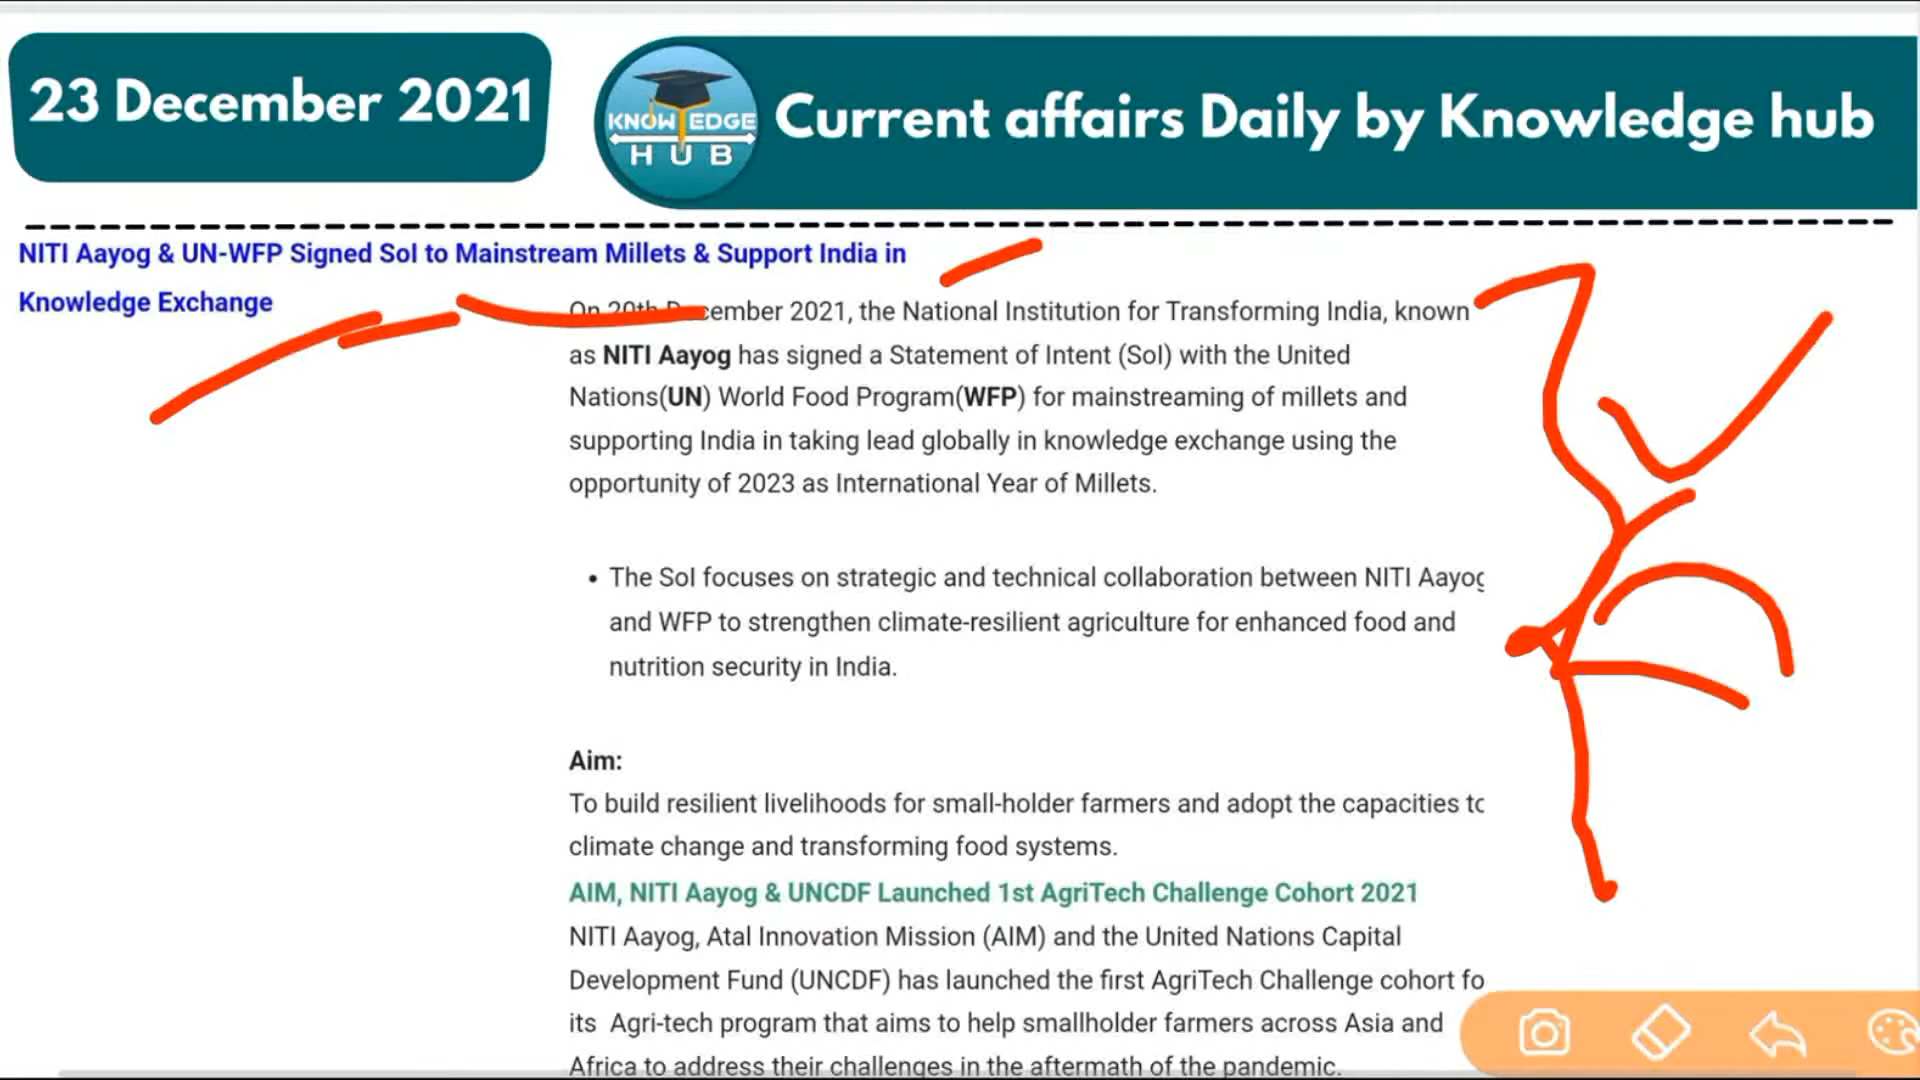 23 December 2021
KNOWLEDGE
HUB
Current affairs Daily by Knowledge hub
NITI Aayog & UN-WFP Signed SoI to Mainstream Millets & Support India in
Knowledge Exchange
On 20th December 2021, the National Institution for Transforming India, known
as NITI Aayog has signed a Statement of Intent (SoI) with the United
Nations(UN) World Food Program(WFP) for mainstreaming of millets and
supporting India in taking lead globally in knowledge exchange using the
opportunity of 2023 as International Year of Millets.
• The SoI focuses on strategic and technical collaboration between NITI Aayog
and WFP to strengthen climate-resilient agriculture for enhanced food and
nutrition security in India.
Aim:
To build resilient livelihoods for small-holder farmers and adopt the capacities to
climate change and transforming food systems.
AIM, NITI Aayog & UNCDF Launched 1st AgriTech Challenge Cohort 2021
NITI Aayog, Atal Innovation Mission (AIM) and the United Nations Capital
Development Fund (UNCDF) has launched the first AgriTech Challenge cohort fo
its Agri-tech program that aims to help smallholder farmers across Asia and
Africa to address their challenges in the aftermath of the pandemic.